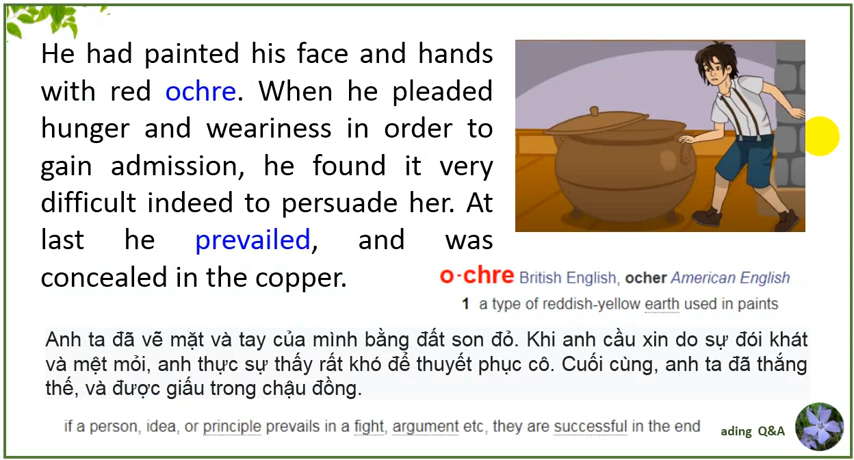 He had painted his face and hands
with red ochre. When he pleaded
hunger and weariness in order to
gain admission, he found it very
difficult indeed to persuade her. At
last he prevailed, and was
concealed in the copper.
o·chre British English, ocher American English
1 a type of reddish-yellow earth used in paints
Anh ta đã vẽ mặt và tay của mình bằng đất son đỏ. Khi anh cầu xin do sự đói khát
và mệt mỏi, anh thực sự thấy rất khó để thuyết phục cô. Cuối cùng, anh ta đã thắng
thế, và được giấu trong chậu đồng.
if a person, idea, or principle prevails in a fight, argument etc, they are successful in the end
ading Q&A